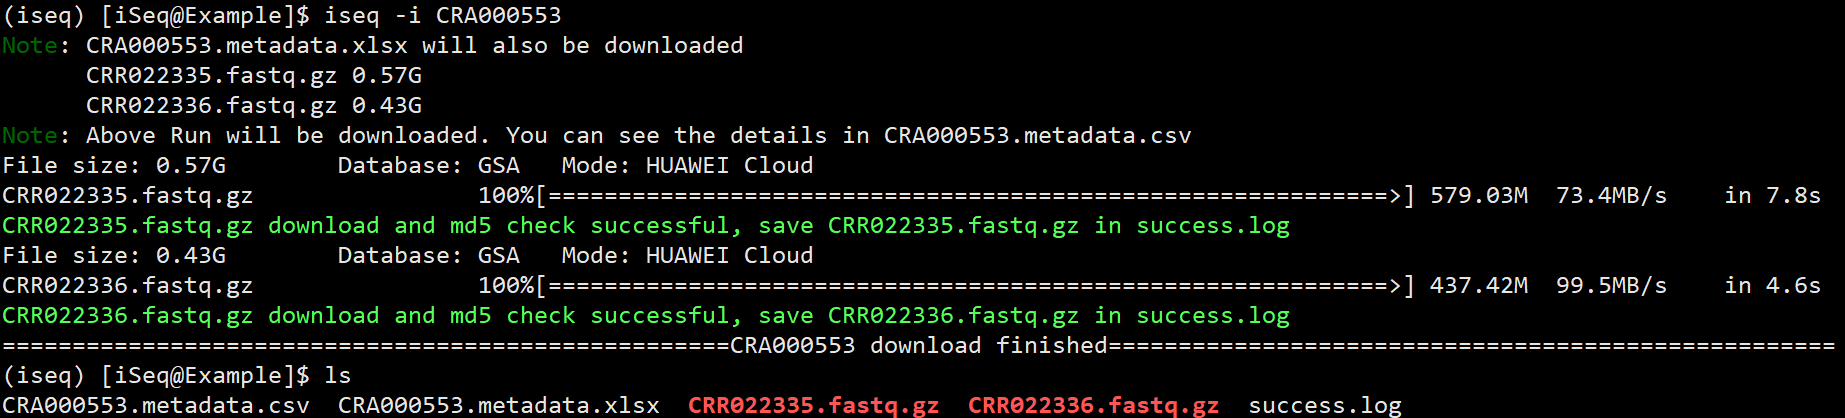 (iseq) [iSeq@Example]$ iseq -i CRA000553
Note: CRA000553.metadata.xlsx will also be downloaded
      CRR022335.fastq.gz 0.57G
      CRR022336.fastq.gz 0.43G
Note: Above Run will be downloaded. You can see the details in CRA000553.metadata.csv
File size: 0.57G        Database: GSA   Mode: HUAWEI Cloud
CRR022335.fastq.gz                100%[============================================================>] 579.03M  73.4MB/s    in 7.8s
CRR022335.fastq.gz download and md5 check successful, save CRR022335.fastq.gz in success.log
File size: 0.43G        Database: GSA   Mode: HUAWEI Cloud
CRR022336.fastq.gz                100%[============================================================>] 437.42M  99.5MB/s    in 4.6s
CRR022336.fastq.gz download and md5 check successful, save CRR022336.fastq.gz in success.log
====================================================CRA000553 download finished====================================================
(iseq) [iSeq@Example]$ ls
CRA000553.metadata.csv  CRA000553.metadata.xlsx  CRR022335.fastq.gz  CRR022336.fastq.gz  success.log